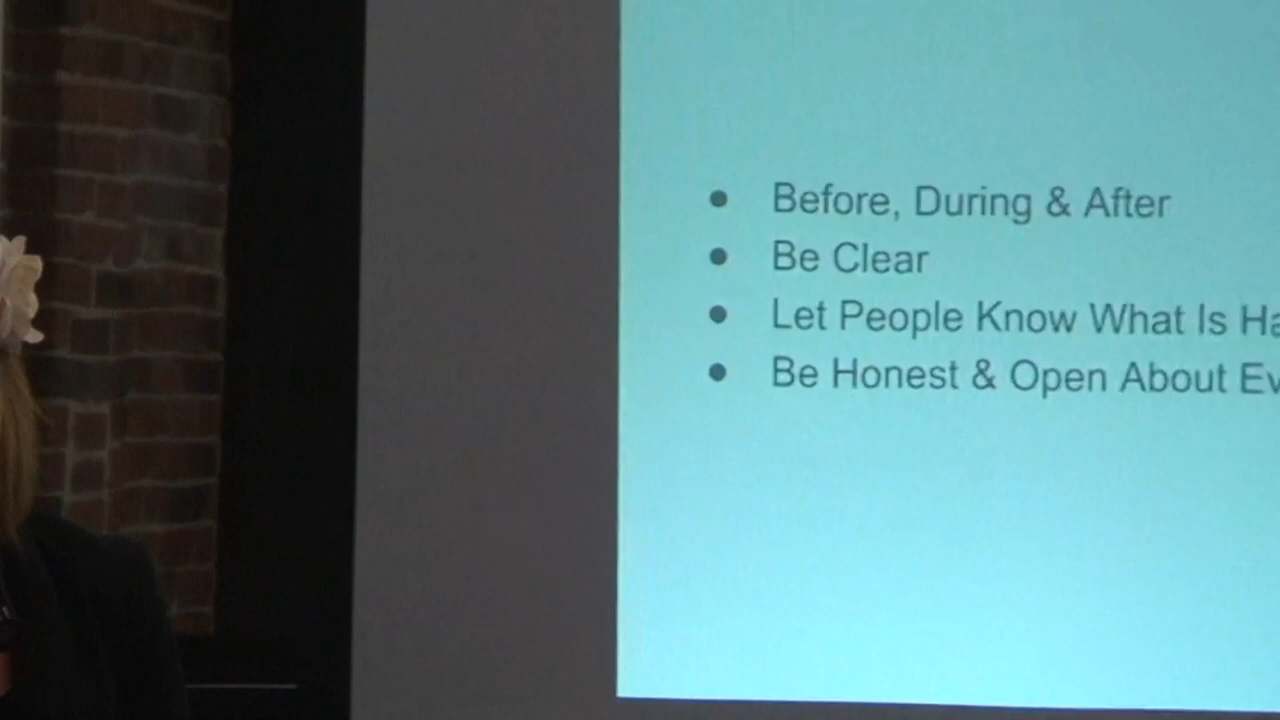 Before, During & After
Be Clear
Let People Know What Is
Be Honest & Open About